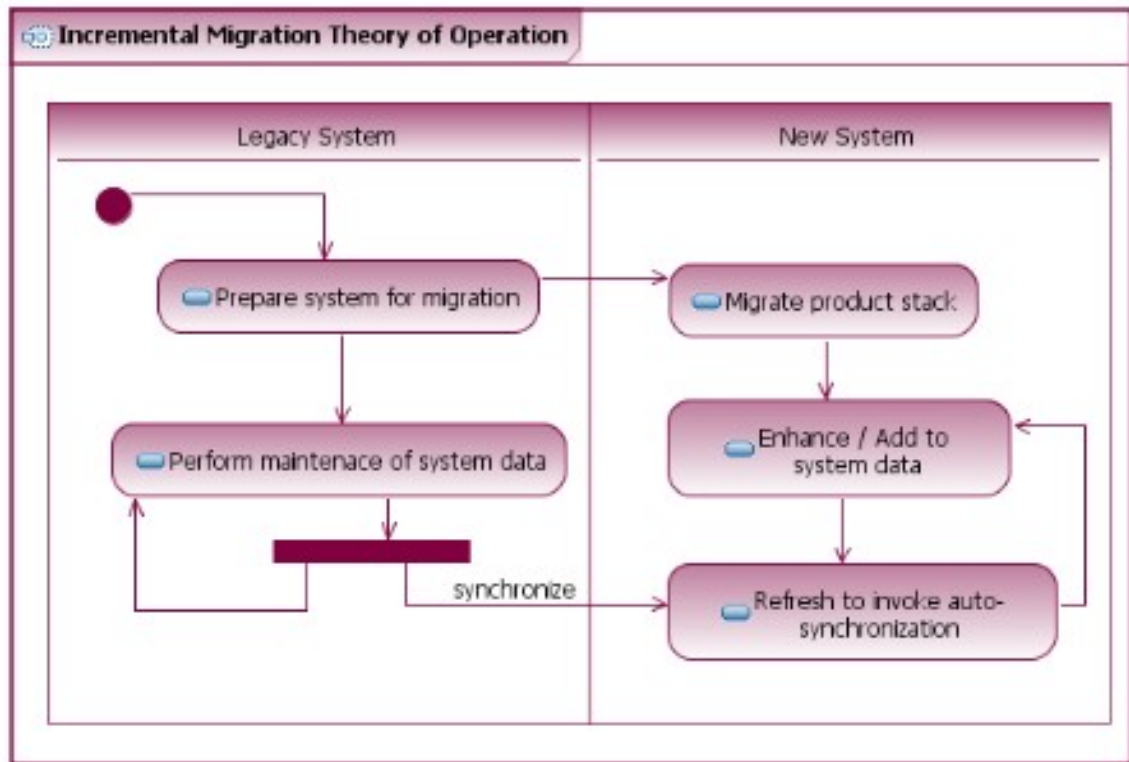 Incremental Migration Theory of Operation
Legacy System
New System
Prepare system for migration
Migrate product stack
Perform maintenace of system data
Enhance / Add to
system data
synchronize
Refresh to invoke auto-
synchronization